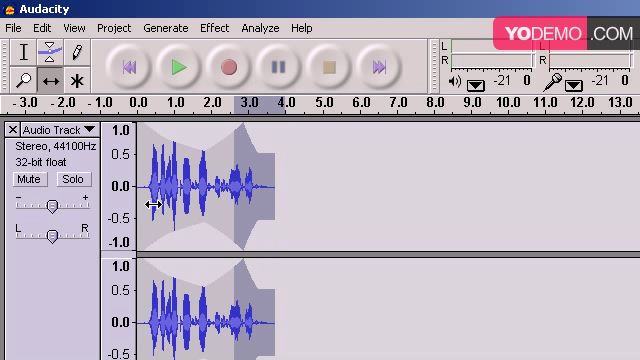 Audacity
File Edit View Project Generate Effect Analyze Help
YODEMO.COM
L
R
-21 0
L
R
-21 0
- 3.0 - 2.0 - 1.0 0.0 1.0 2.0 3.0 4.0 5.0 6.0 7.0 8.0 9.0 10.0 11.0 12.0 13.0
X Audio Track
Stereo, 44100Hz
32-bit float
Mute Solo
- +
L R
1.0
0.5
0.0
-0.5
-1.0
1.0
0.5
0.0
-0.5